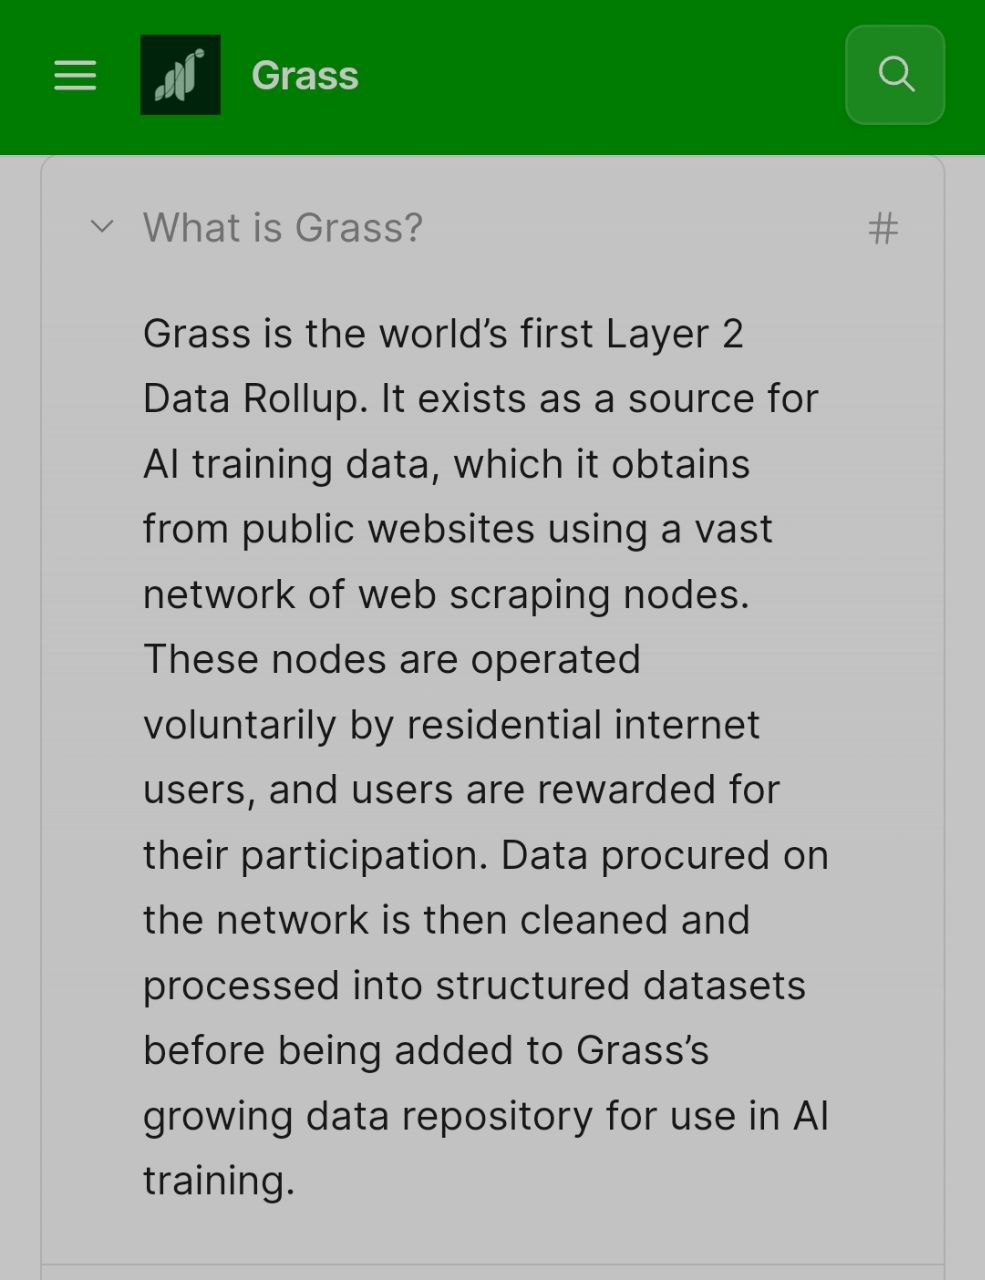 Grass
What is Grass?
#
Grass is the world’s first Layer 2
Data Rollup. It exists as a source for
AI training data, which it obtains
from public websites using a vast
network of web scraping nodes.
These nodes are operated
voluntarily by residential internet
users, and users are rewarded for
their participation. Data procured on
the network is then cleaned and
processed into structured datasets
before being added to Grass’s
growing data repository for use in AI
training.